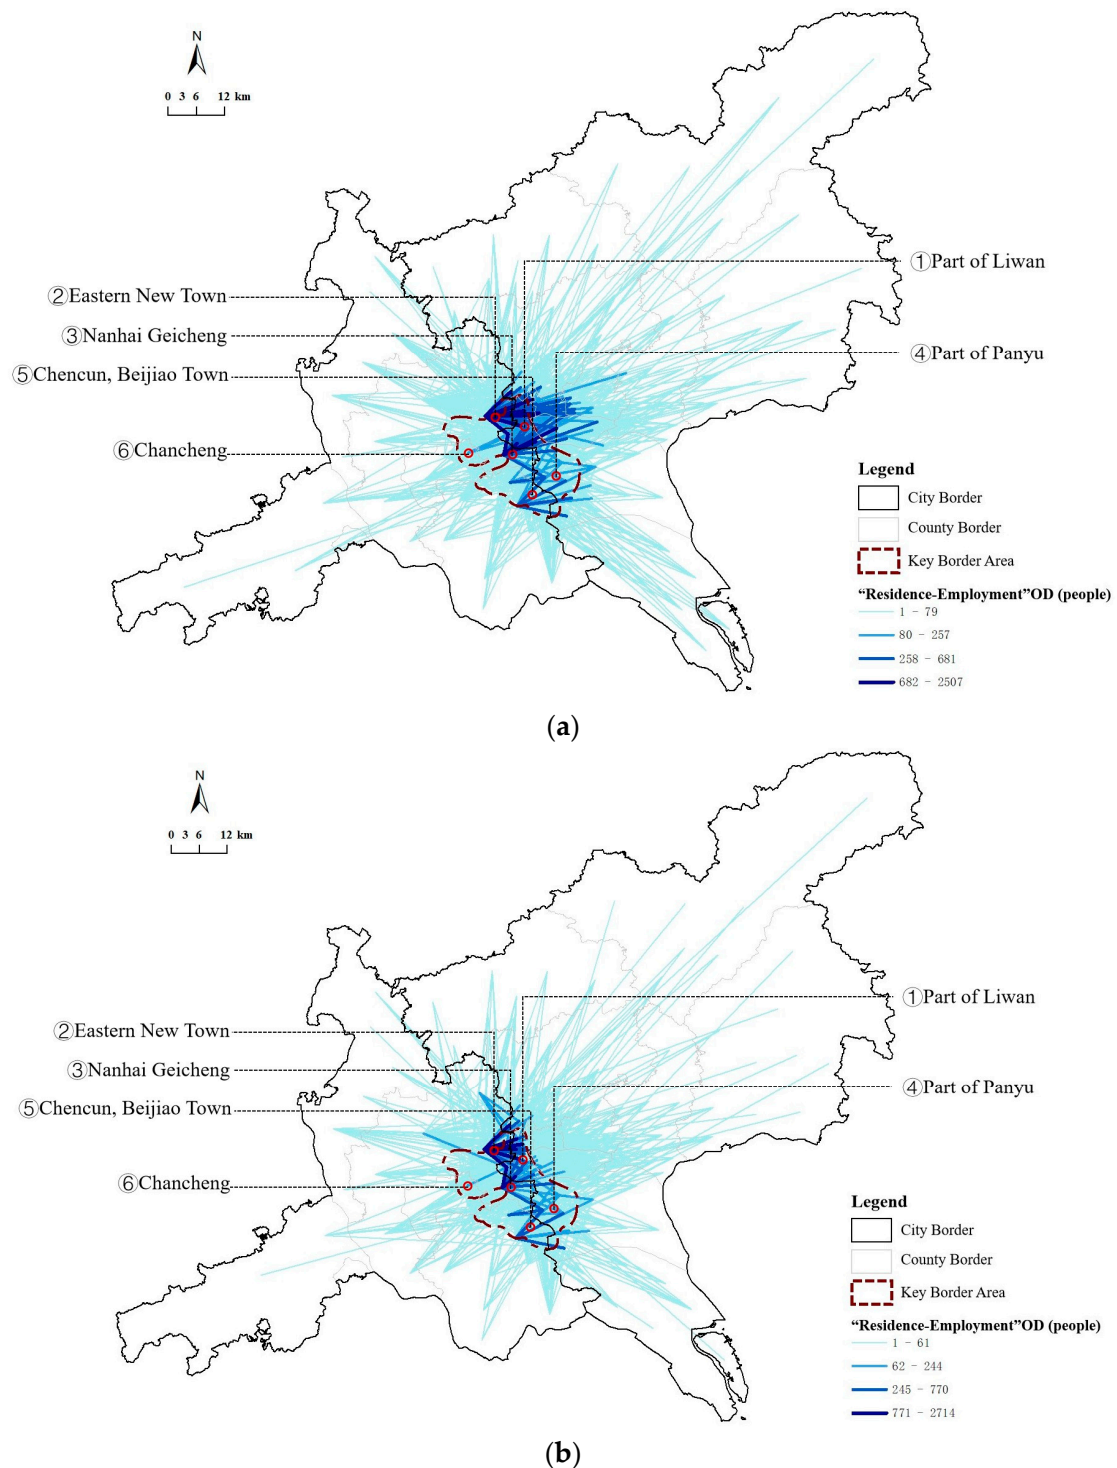 N
0 3 6 12 km
①Part of Liwan
②Eastern New Town
③Nanhai Geicheng
④Part of Panyu
⑤Chencun, Beijiao Town
⑥Chancheng
Legend
City Border
County Border
Key Border Area
“Residence-Employment”OD (people)
1 - 79
80 - 257
258 - 681
682 - 2507
(a)
N
0 3 6 12 km
①Part of Liwan
②Eastern New Town
③Nanhai Geicheng
④Part of Panyu
⑤Chencun, Beijiao Town
⑥Chancheng
Legend
City Border
County Border
Key Border Area
“Residence-Employment”OD (people)
1 - 61
62 - 244
245 - 770
771 - 2714
(b)